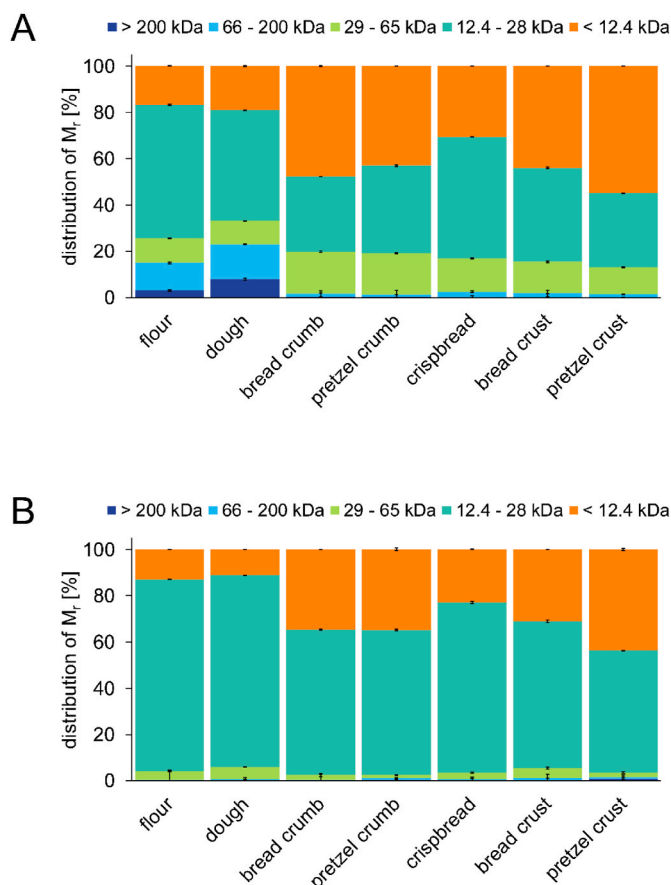 A
> 200 kDa 66 - 200 kDa 29 - 65 kDa 12.4 - 28 kDa < 12.4 kDa
distribution of Mr [%]
100
80
60
40
20
0
flour
dough
bread crumb
pretzel crumb
crispbread
bread crust
pretzel crust
B
> 200 kDa 66 - 200 kDa 29 - 65 kDa 12.4 - 28 kDa < 12.4 kDa
distribution of Mr [%]
100
80
60
40
20
0
flour
dough
bread crumb
pretzel crumb
crispbread
bread crust
pretzel crust